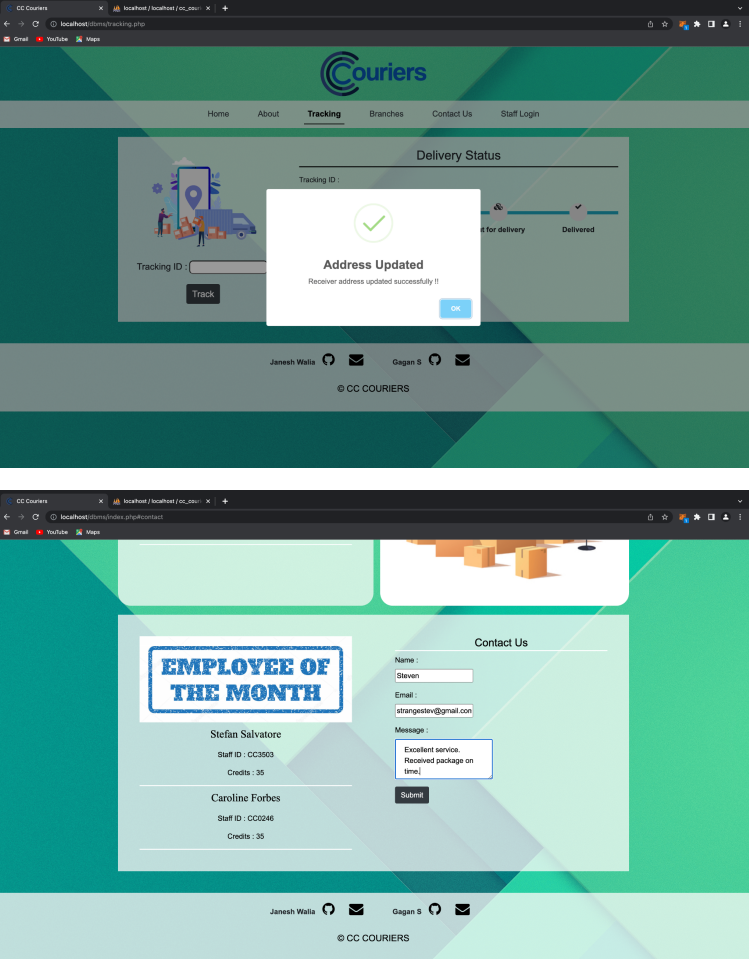 CC Couriers
localhost / localhost / cc_couri
localhost/dbms/tracking.php
Gmail YouTube Maps
CCouriers
Home About Tracking Branches Contact Us Staff Login
Delivery Status
Tracking ID :
t for delivery Delivered
Tracking ID :
Track
Address Updated
Receiver address updated successfully !!
OK
Janesh Walia Gagan S
© CC COURIERS
CC Couriers
localhost / localhost / cc_couri
localhost/dbms/index.php#contact
Gmail YouTube Maps
EMPLOYEE OF
THE MONTH
Stefan Salvatore
Staff ID : CC3503
Credits : 35
Caroline Forbes
Staff ID : CC0246
Credits : 35
Contact Us
Name :
Steven
Email :
strangestev@gmail.con
Message :
Excellent service.
Received package on
time.
Submit
Janesh Walia Gagan S
© CC COURIERS